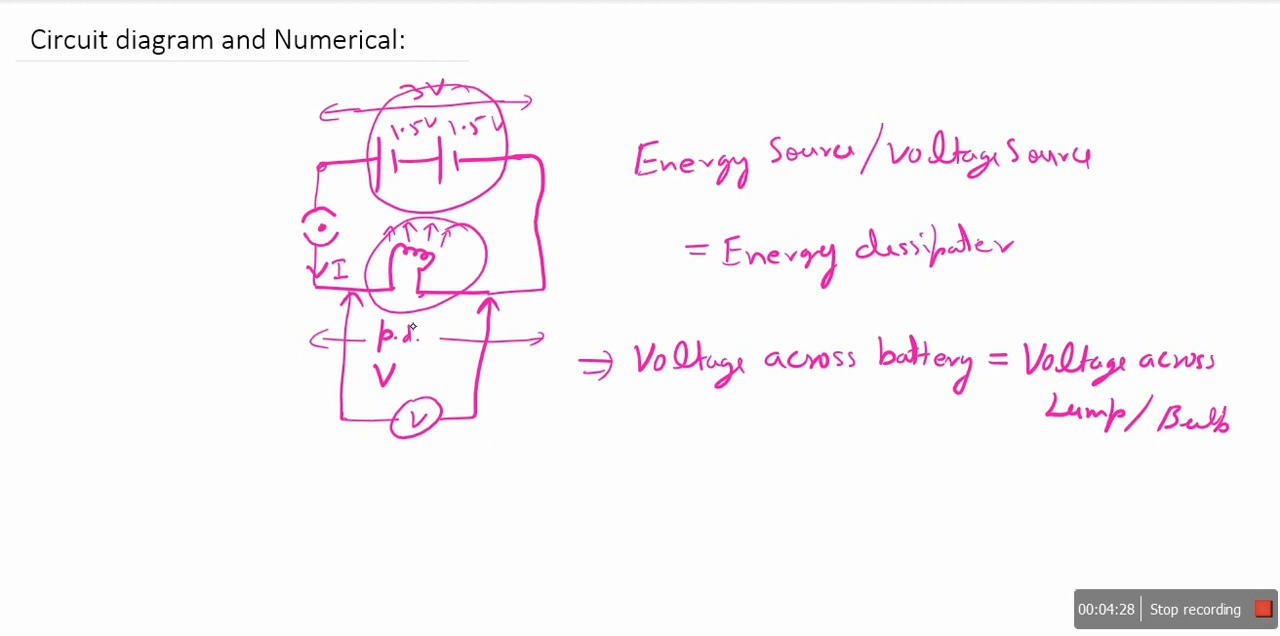 Circuit diagram and Numerical:
3V
1.5V 1.5V
Energy Source/Voltage Source
= Energy dissipater
I
p.d.
V
⇒ Voltage across battery = Voltage across
Lump/Bulb
V
00:04:28 Stop recording